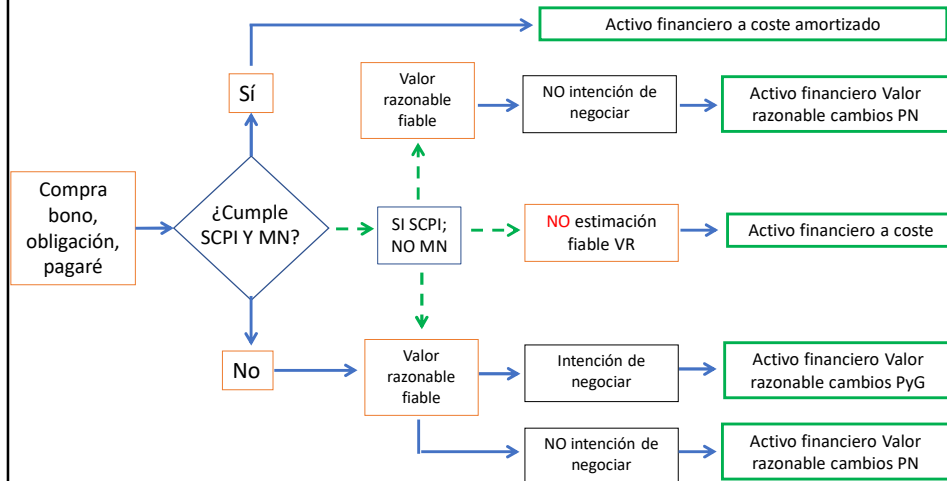 Activo financiero a coste amortizado
Sí
Valor
razonable
fiable
NO intención de
negociar
Activo financiero Valor
razonable cambios PN
Compra
bono,
obligación,
pagaré
¿Cumple
SCPI Y MN?
SI SCPI;
NO MN
NO estimación
fiable VR
Activo financiero a coste
No
Valor
razonable
fiable
Intención de
negociar
Activo financiero Valor
razonable cambios PyG
NO intención de
negociar
Activo financiero Valor
razonable cambios PN